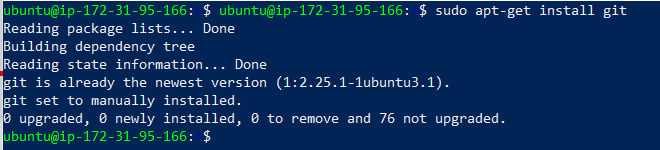 ubuntu@ip-172-31-95-166: $ ubuntu@ip-172-31-95-166: $ sudo apt-get install git
Reading package lists... Done
Building dependency tree
Reading state information... Done
git is already the newest version (1:2.25.1-1ubuntu3.1).
git set to manually installed.
0 upgraded, 0 newly installed, 0 to remove and 76 not upgraded.
ubuntu@ip-172-31-95-166: $